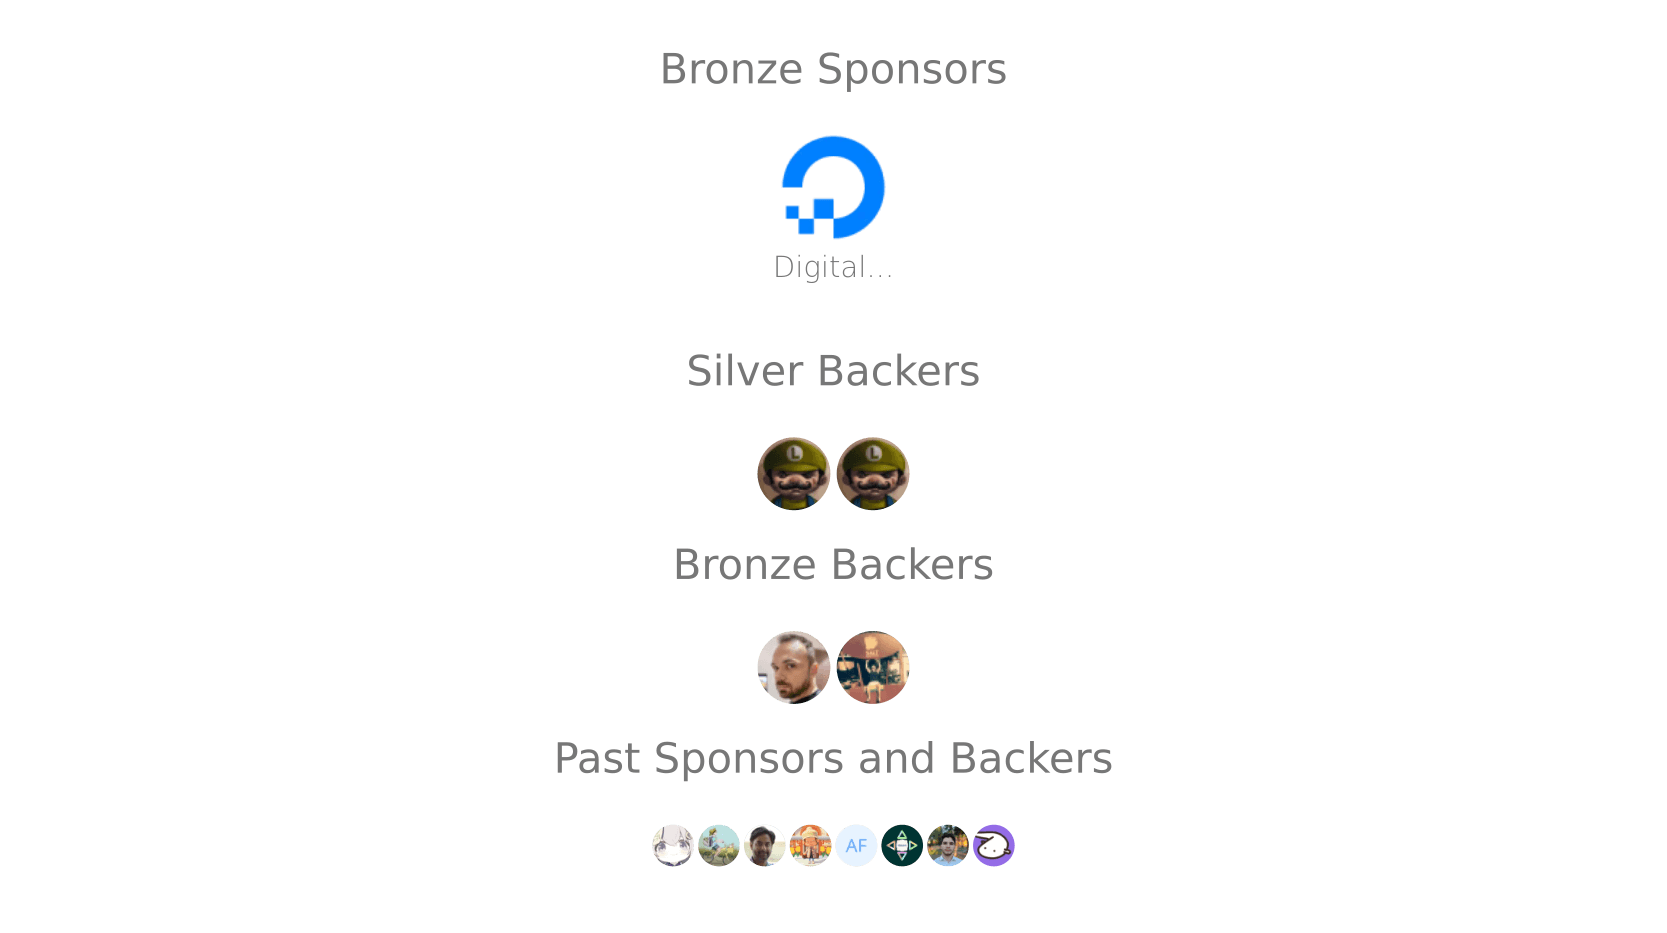 Bronze Sponsors
Digital...
Silver Backers
L L
Bronze Backers
Past Sponsors and Backers
AF